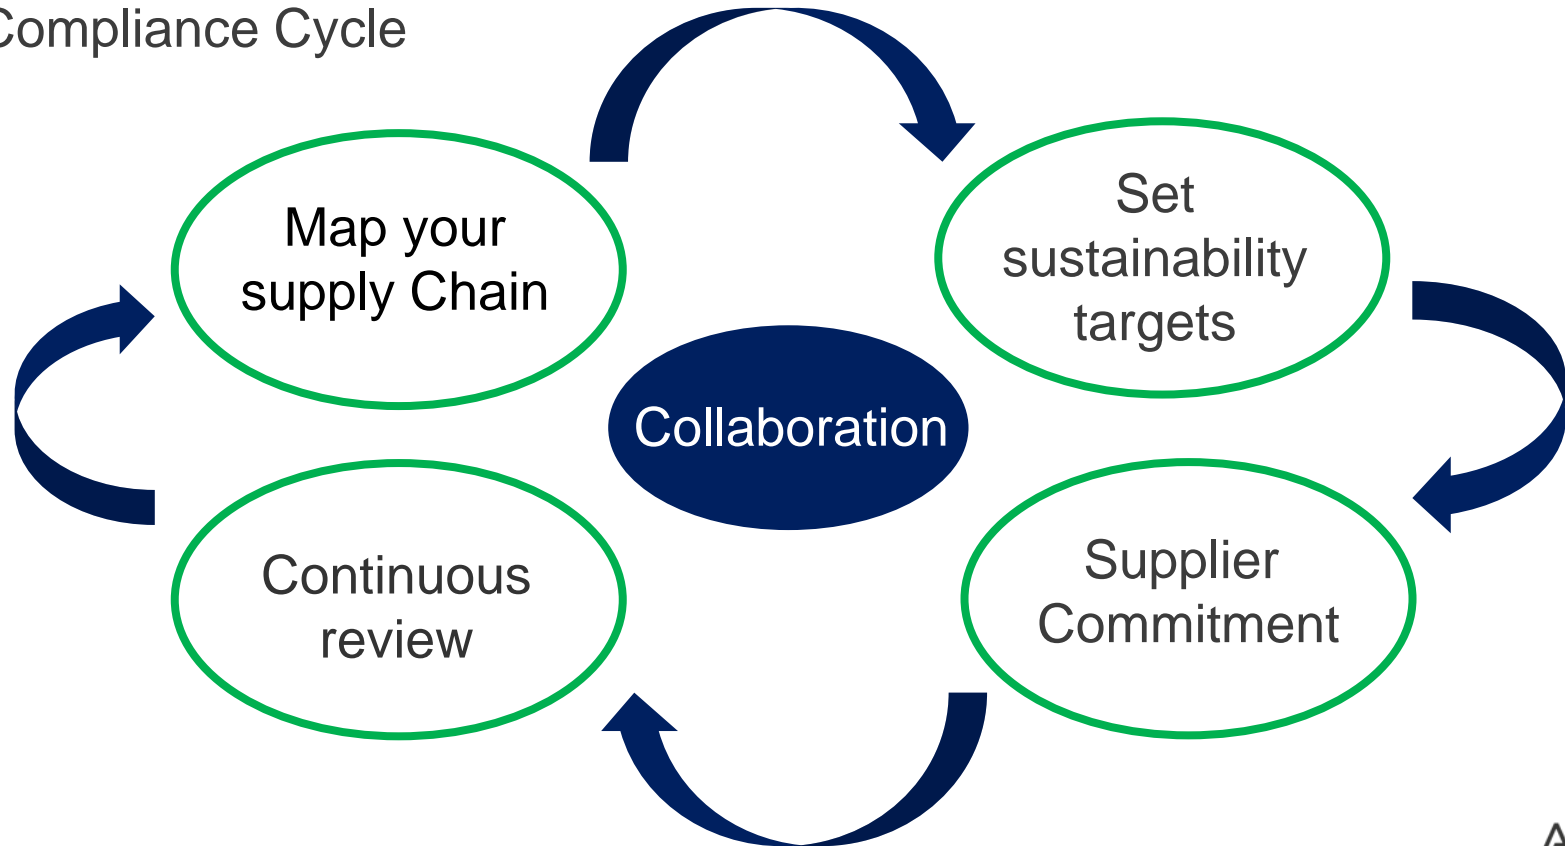 Compliance Cycle
Map your
supply Chain
Set
sustainability
targets
Collaboration
Continuous
review
Supplier
Commitment